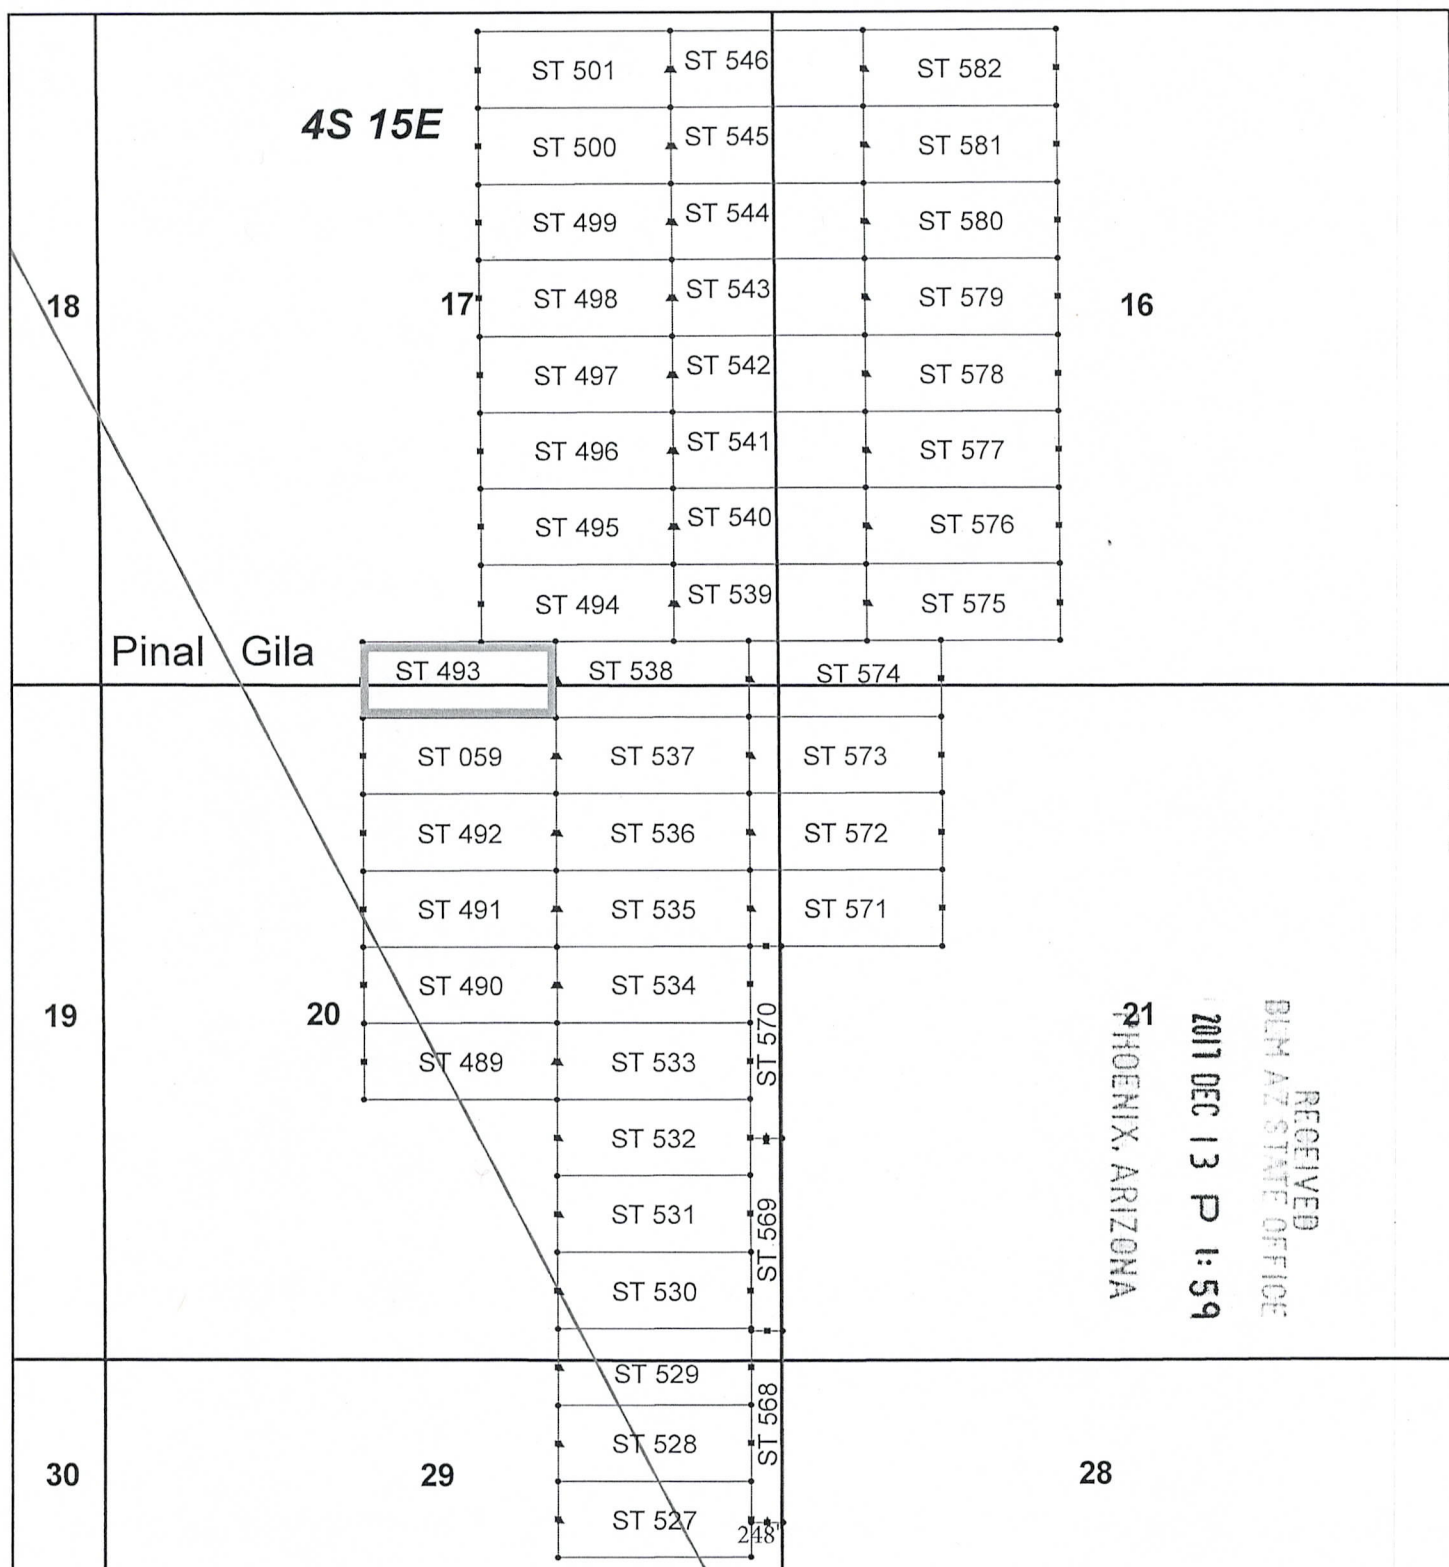 ST 501 ST 546 ST 582
4S 15E
ST 500 ST 545 ST 581
ST 499 ST 544 ST 580
18 17 ST 498 ST 543 ST 579 16
ST 497 ST 542 ST 578
ST 496 ST 541 ST 577
ST 495 ST 540 ST 576
ST 494 ST 539 ST 575
Pinal Gila ST 493 ST 538 ST 574
ST 059 ST 537 ST 573
ST 492 ST 536 ST 572
ST 491 ST 535 ST 571
ST 490 ST 534
19 20 21
ST 570
ST 489 ST 533
ST 532
ST 531
ST 569
ST 530
ST 529
ST 568
ST 528
30 29 28
ST 527
248'
RECEIVED
BLM AZ STATE OFFICE
2017 DEC 13 P 1:59
PHOENIX, ARIZONA